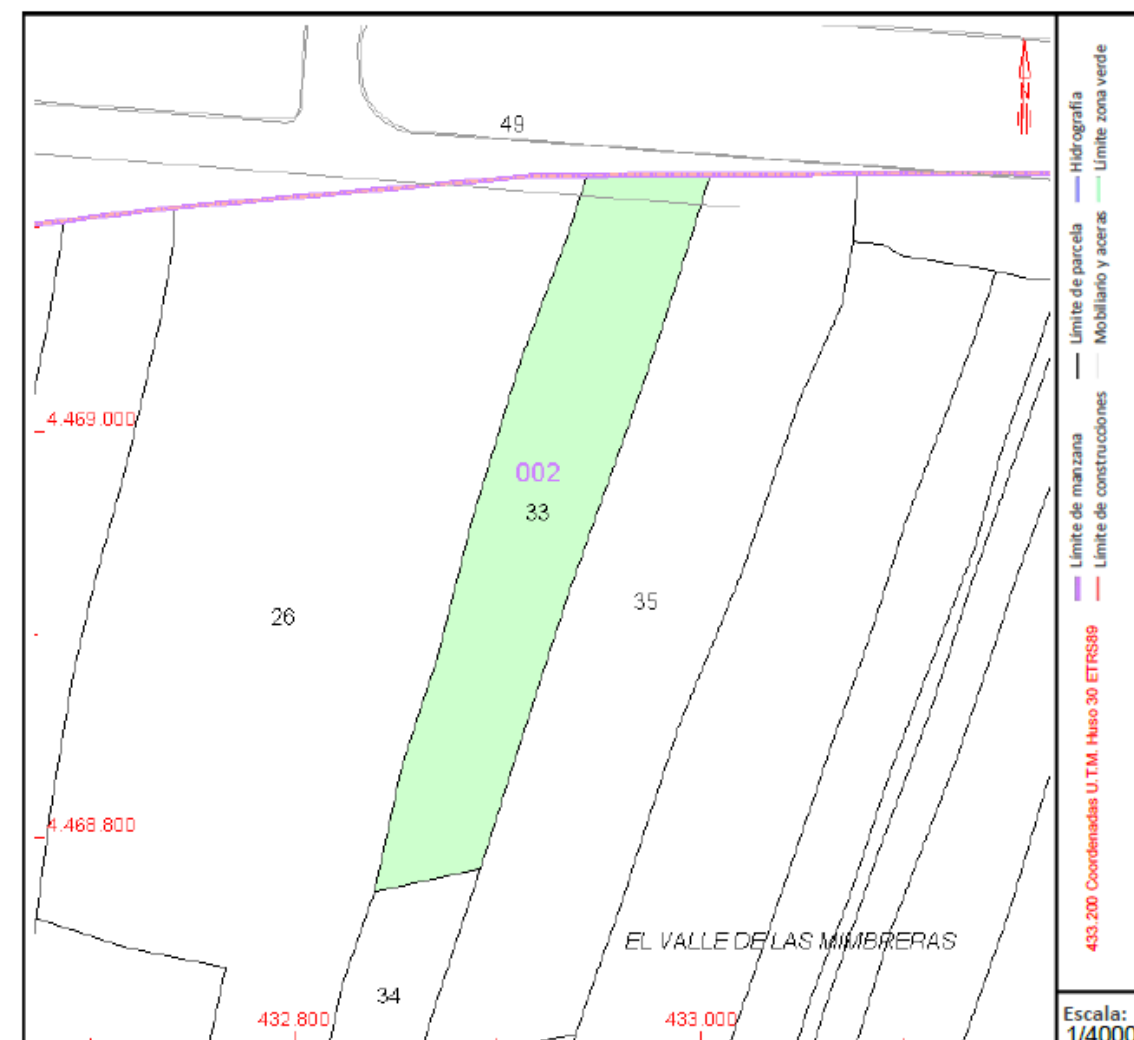 49
4.469.000
002
33
26
35
4.468.800
EL VALLE DE LAS MIMBRERAS
34
432.800
433.000
433.200 Coordenadas U.T.M. Huso 30 ETRS89
Límite de manzana
Límite de parcela
Hidrografía
Límite de construcciones
Mobiliario y aceras
Límite zona verde
Escala:
1/4000